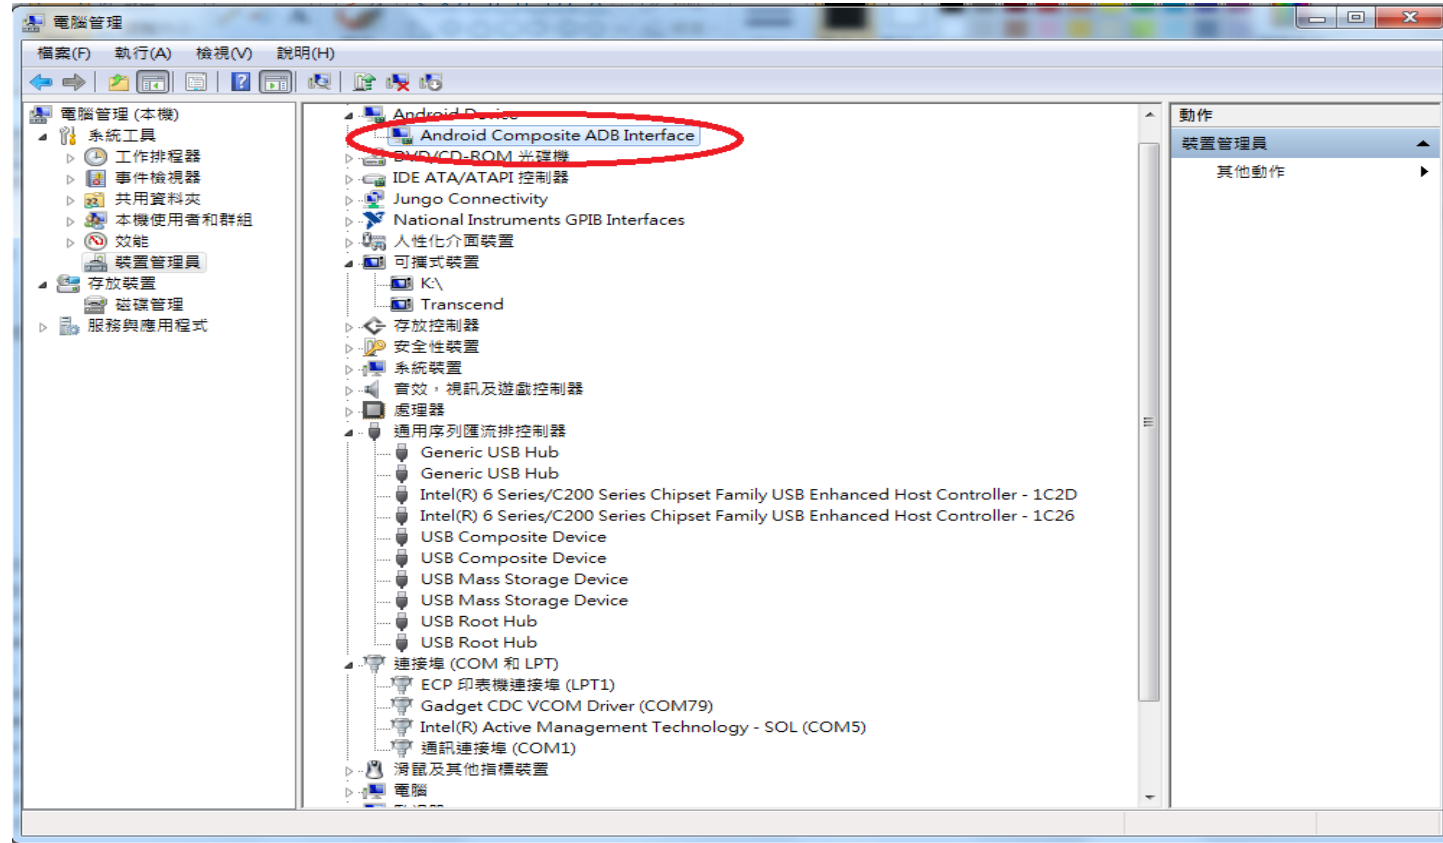 電腦管理
檔案(F) 執行(A) 檢視(V) 說明(H)
電腦管理 (本機)
系統工具
工作排程器
事件檢視器
共用資料夾
本機使用者和群組
效能
裝置管理員
存放裝置
磁碟管理
服務與應用程式
Android Device
Android Composite ADB Interface
DVD/CD-ROM 光碟機
IDE ATA/ATAPI 控制器
Jungo Connectivity
National Instruments GPIB Interfaces
人性化介面裝置
可攜式裝置
K:\
Transcend
存放控制器
安全性裝置
系統裝置
音效，視訊及遊戲控制器
處理器
通用序列匯流排控制器
Generic USB Hub
Generic USB Hub
Intel(R) 6 Series/C200 Series Chipset Family USB Enhanced Host Controller - 1C2D
Intel(R) 6 Series/C200 Series Chipset Family USB Enhanced Host Controller - 1C26
USB Composite Device
USB Composite Device
USB Mass Storage Device
USB Mass Storage Device
USB Root Hub
USB Root Hub
連接埠 (COM 和 LPT)
ECP 印表機連接埠 (LPT1)
Gadget CDC VCOM Driver (COM79)
Intel(R) Active Management Technology - SOL (COM5)
通訊連接埠 (COM1)
滑鼠及其他指標裝置
電腦
動作
裝置管理員
其他動作